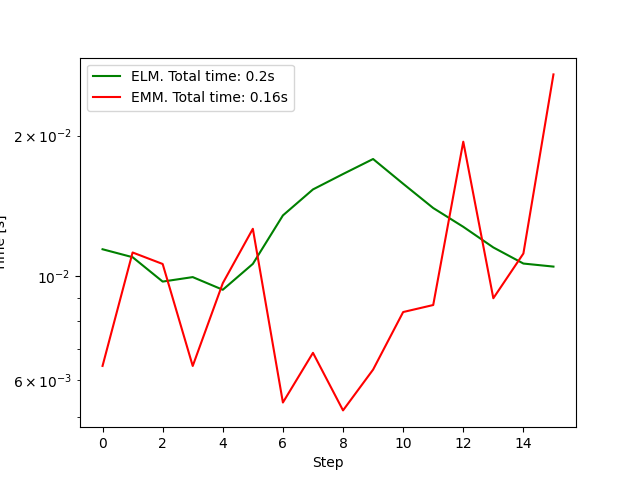 ELM. Total time: 0.2s
EMM. Total time: 0.16s
2 × 10⁻²
10⁻²
6 × 10⁻³
[s]
0 2 4 6 8 10 12 14
Step